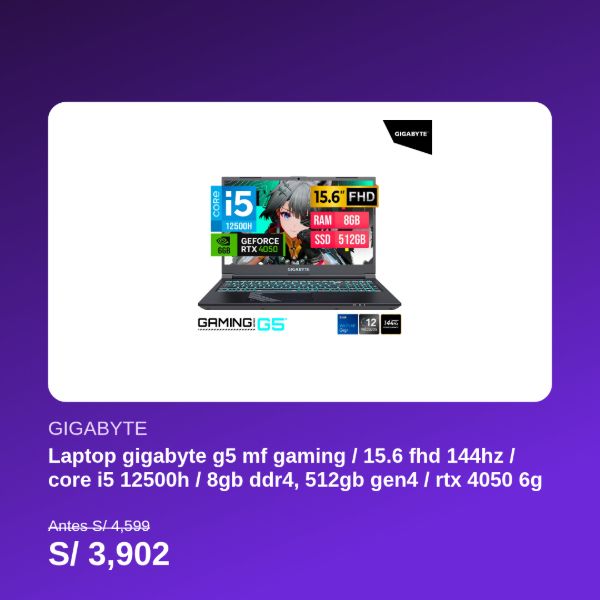 GIGABYTE
CORE i5
12500H
15.6" FHD
RAM 8GB
SSD 512GB
6GB
GEFORCE
RTX 4050
GIGABYTE
GAMING G5
12
144Hz
GIGABYTE
Laptop gigabyte g5 mf gaming / 15.6 fhd 144hz /
core i5 12500h / 8gb ddr4, 512gb gen4 / rtx 4050 6g
Antes S/ 4,599
S/ 3,902